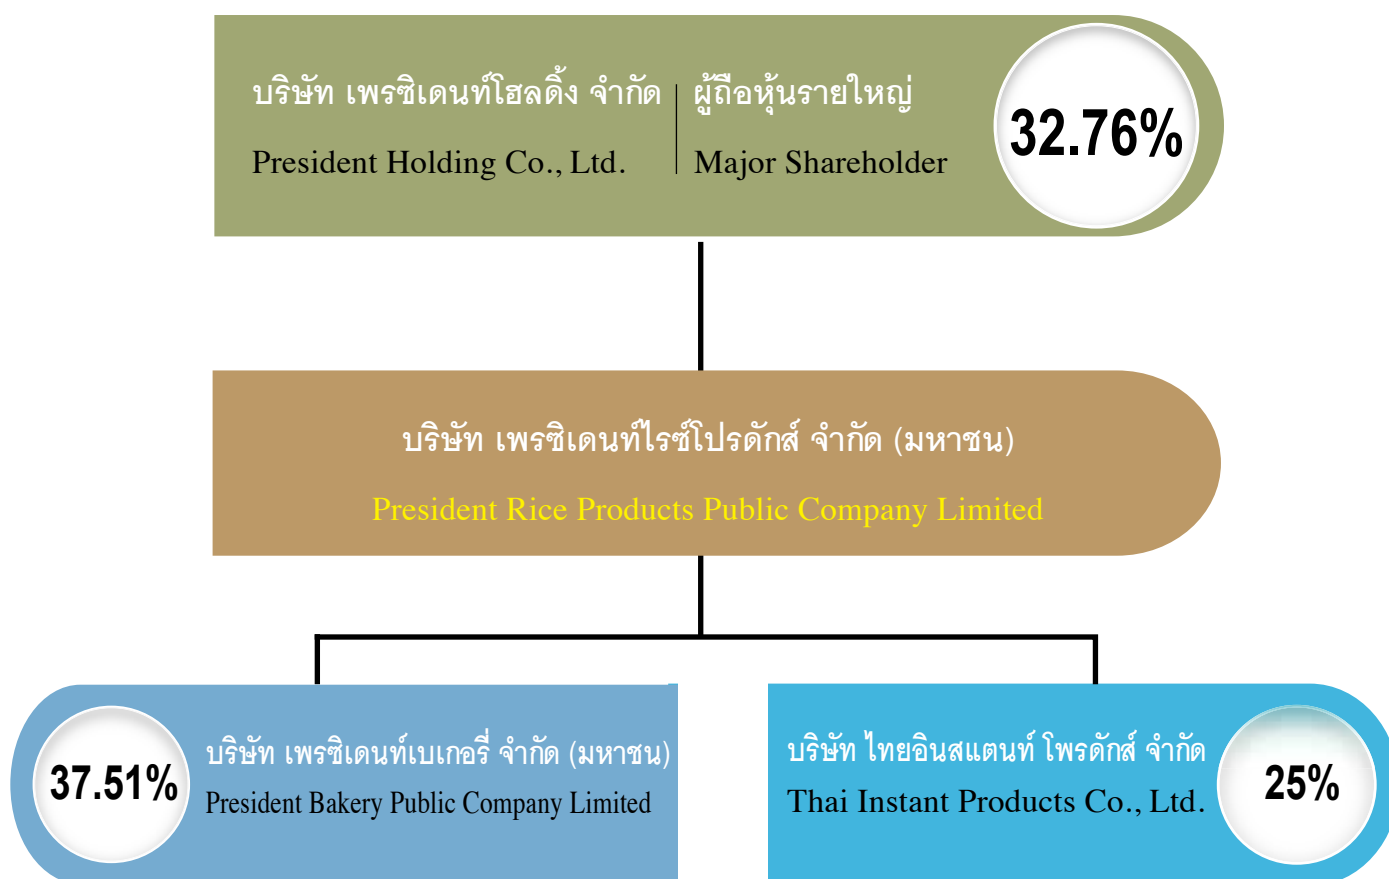 บริษัท เพรซิเดนท์โฮลดิ้ง จำกัด
President Holding Co., Ltd.
ผู้ถือหุ้นรายใหญ่
Major Shareholder
32.76%
บริษัท เพรซิเดนท์ไรซ์โปรดักส์ จำกัด (มหาชน)
President Rice Products Public Company Limited
37.51%
บริษัท เพรซิเดนท์เบเกอรี่ จำกัด (มหาชน)
President Bakery Public Company Limited
บริษัท ไทยอินสแตนท์ โพรดักส์ จำกัด
Thai Instant Products Co., Ltd.
25%